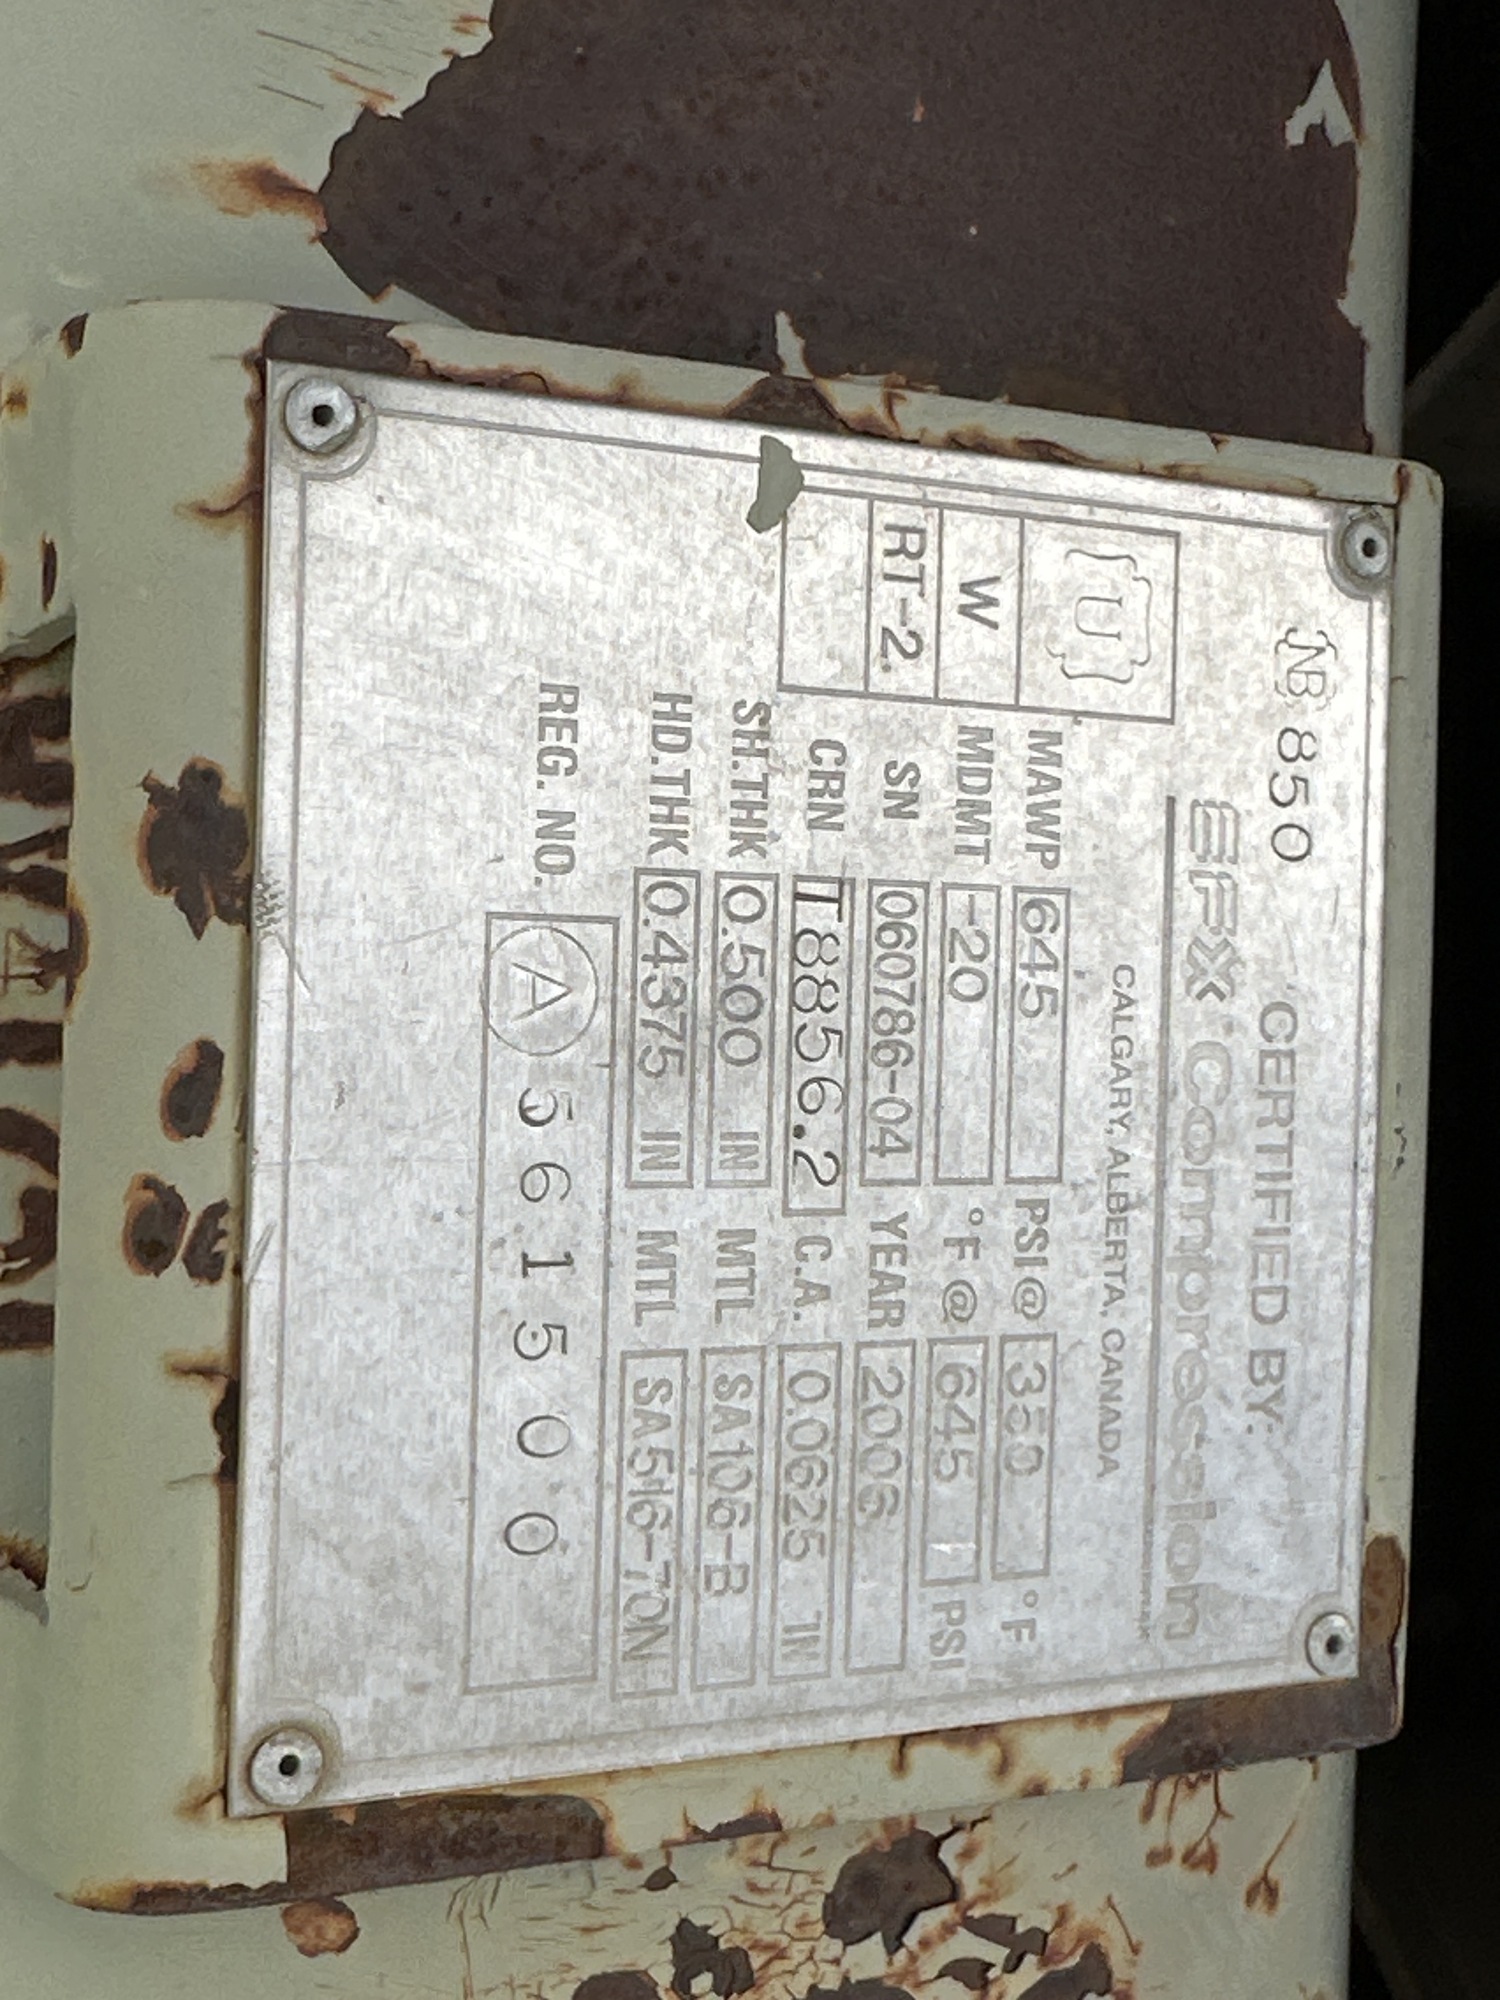 NB 850 CERTIFIED BY:
EFX Compression
CALGARY, ALBERTA, CANADA
U
W
RT-2.
MAWP 645 PSI @ 350 °F
MDMT -20 °F @ 645 PSI
SN 060786-04 YEAR 2006
CRN T8856.2 C.A. 0.0625 IN
SH.THK 0.500 IN MTL SA106-B
HD.THK 0.4375 IN MTL SA516-70N
REG. NO. A 561500